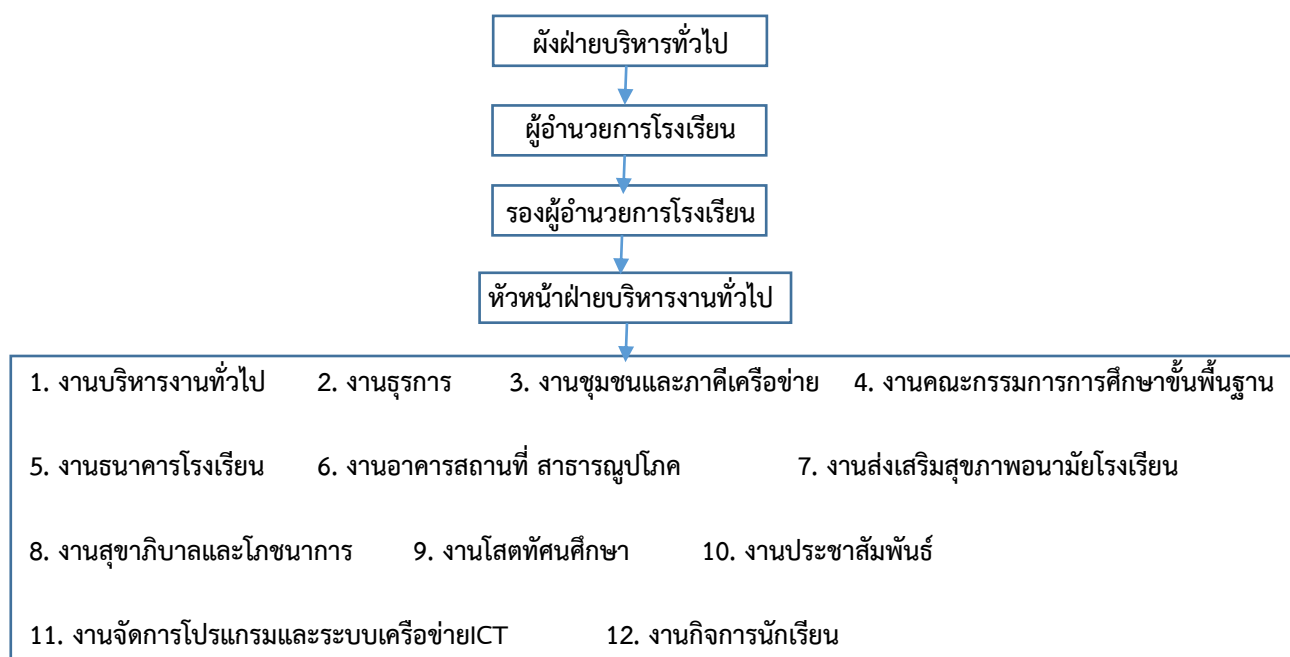 ผังฝ่ายบริหารทั่วไป
ผู้อำนวยการโรงเรียน
รองผู้อำนวยการโรงเรียน
หัวหน้าฝ่ายบริหารงานทั่วไป
1. งานบริหารงานทั่วไป 2. งานธุรการ 3. งานชุมชนและภาคีเครือข่าย 4. งานคณะกรรมการการศึกษาขั้นพื้นฐาน
5. งานธนาคารโรงเรียน 6. งานอาคารสถานที่ สาธารณูปโภค 7. งานส่งเสริมสุขภาพอนามัยโรงเรียน
8. งานสุขาภิบาลและโภชนาการ 9. งานโสตทัศนศึกษา 10. งานประชาสัมพันธ์
11. งานจัดการโปรแกรมและระบบเครือข่ายICT 12. งานกิจการนักเรียน